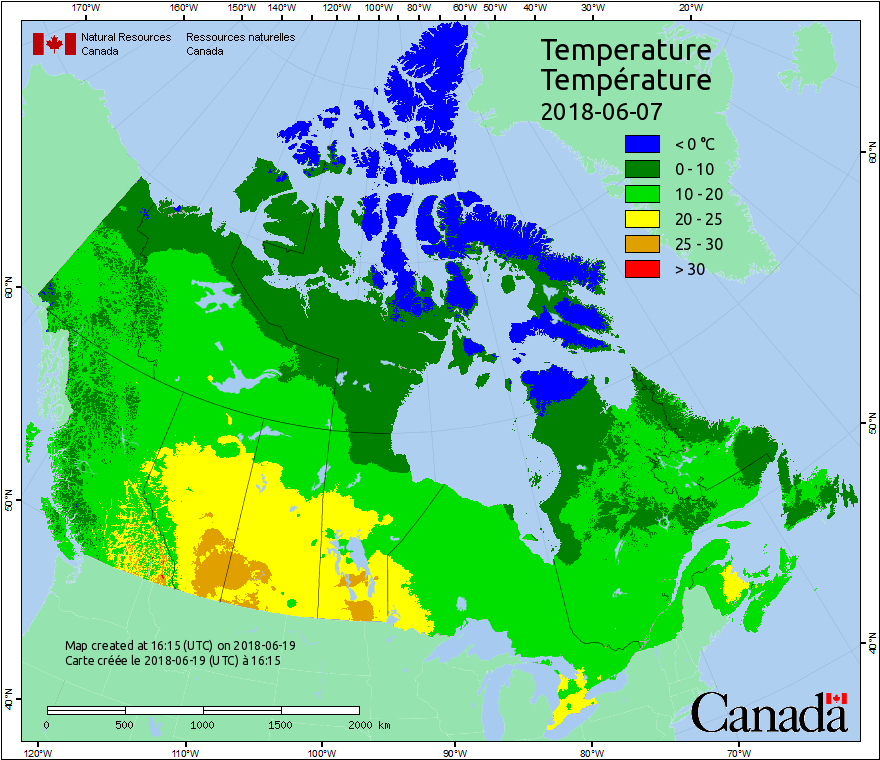 170°W 160°W 150°W 140°W 120°W 100°W 80°W 60°W 50°W 40°W 30°W 20°W
Natural Resources Ressources naturelles
Canada Canada
Temperature
Température
2018-06-07
< 0 °C
0 - 10
10 - 20
20 - 25
25 - 30
> 30
60°N
60°N
50°N
50°N
40°N
40°N
Map created at 16:15 (UTC) on 2018-06-19
Carte créée le 2018-06-19 (UTC) à 16:15
0 500 1000 1500 2000 km
Canada
120°W 110°W 100°W 90°W 80°W 70°W